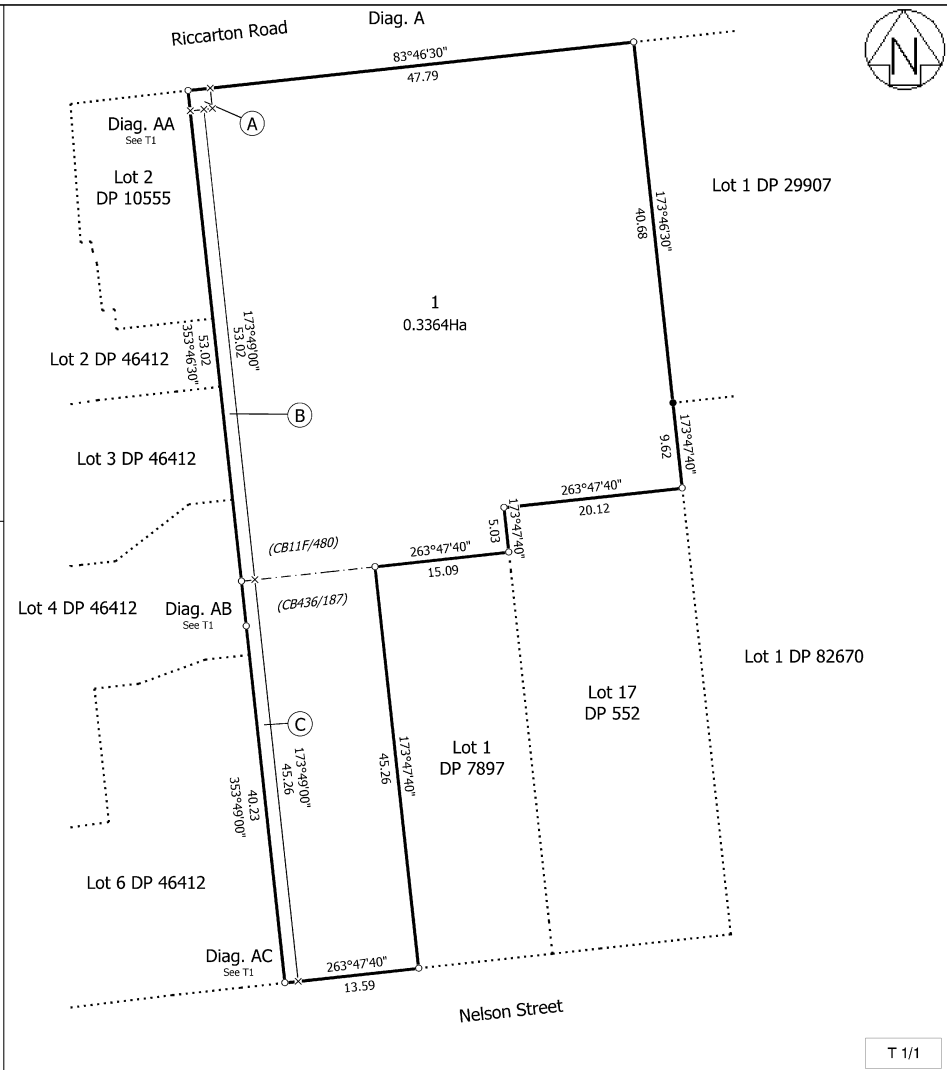 Riccarton Road
Diag. A
83°46'30"
47.79
N
Diag. AA
See T1
A
Lot 2
DP 10555
Lot 1 DP 29907
173°46'30"
40.68
1
0.3364Ha
173°49'00"
53.02
53.02
353°46'30"
Lot 2 DP 46412
B
173°47'40"
9.62
Lot 3 DP 46412
263°47'40"
20.12
173°47'40"
5.03
(CB11F/480)
263°47'40"
15.09
(CB436/187)
Lot 4 DP 46412
Diag. AB
See T1
Lot 1 DP 82670
Lot 17
DP 552
C
Lot 1
DP 7897
173°47'40"
45.26
173°49'00"
45.26
40.23
353°49'00"
Lot 6 DP 46412
Diag. AC
See T1
263°47'40"
13.59
Nelson Street
T 1/1